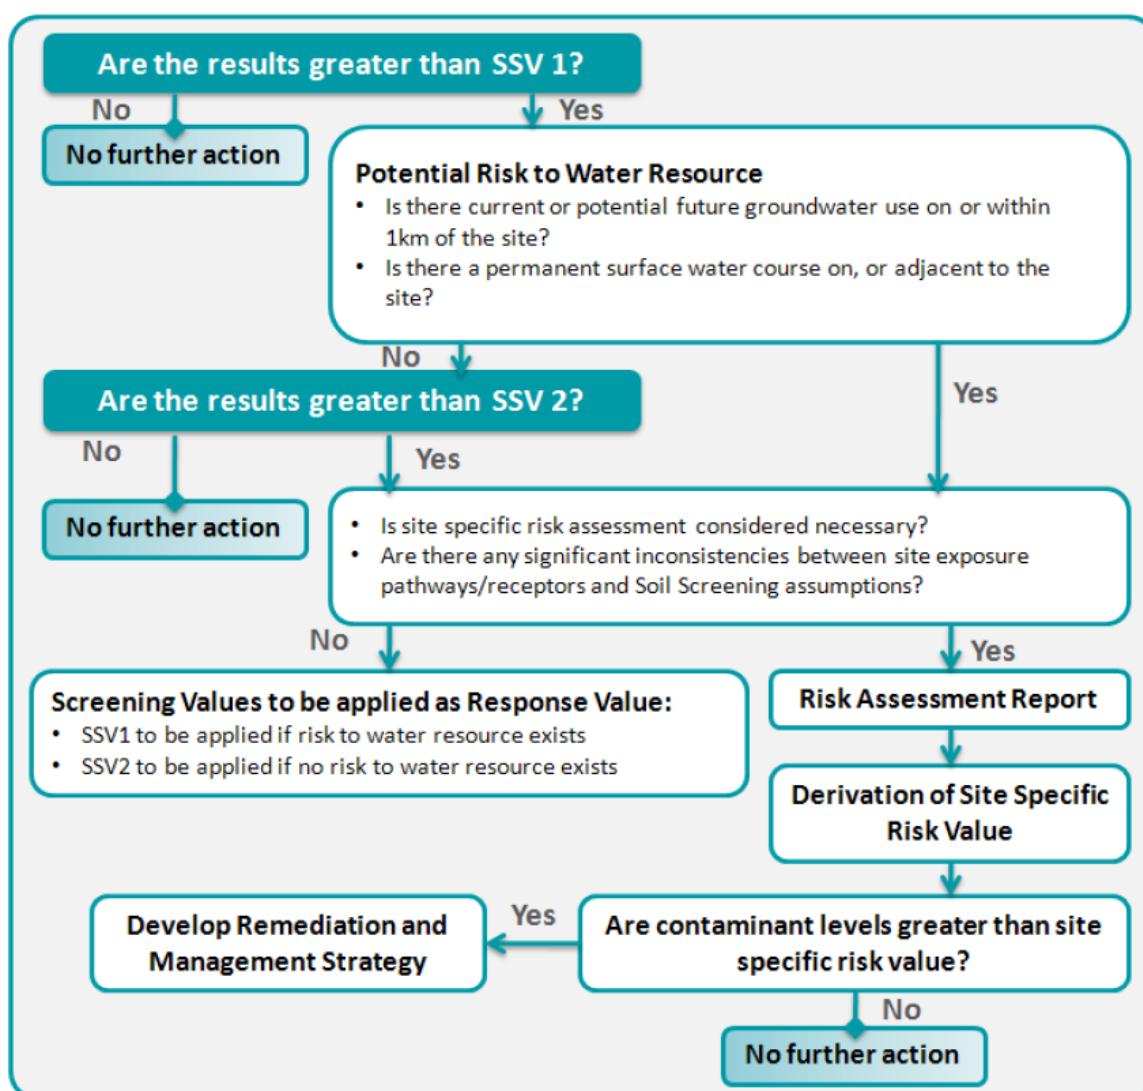 Are the results greater than SSV 1?
No
Yes
No further action
Potential Risk to Water Resource
• Is there current or potential future groundwater use on or within
1km of the site?
• Is there a permanent surface water course on, or adjacent to the
site?
No
Yes
Are the results greater than SSV 2?
No
Yes
No further action
• Is site specific risk assessment considered necessary?
• Are there any significant inconsistencies between site exposure
pathways/receptors and Soil Screening assumptions?
No
Yes
Screening Values to be applied as Response Value:
• SSV1 to be applied if risk to water resource exists
• SSV2 to be applied if no risk to water resource exists
Risk Assessment Report
Derivation of Site Specific
Risk Value
Are contaminant levels greater than site
specific risk value?
Yes
Develop Remediation and
Management Strategy
No
No further action